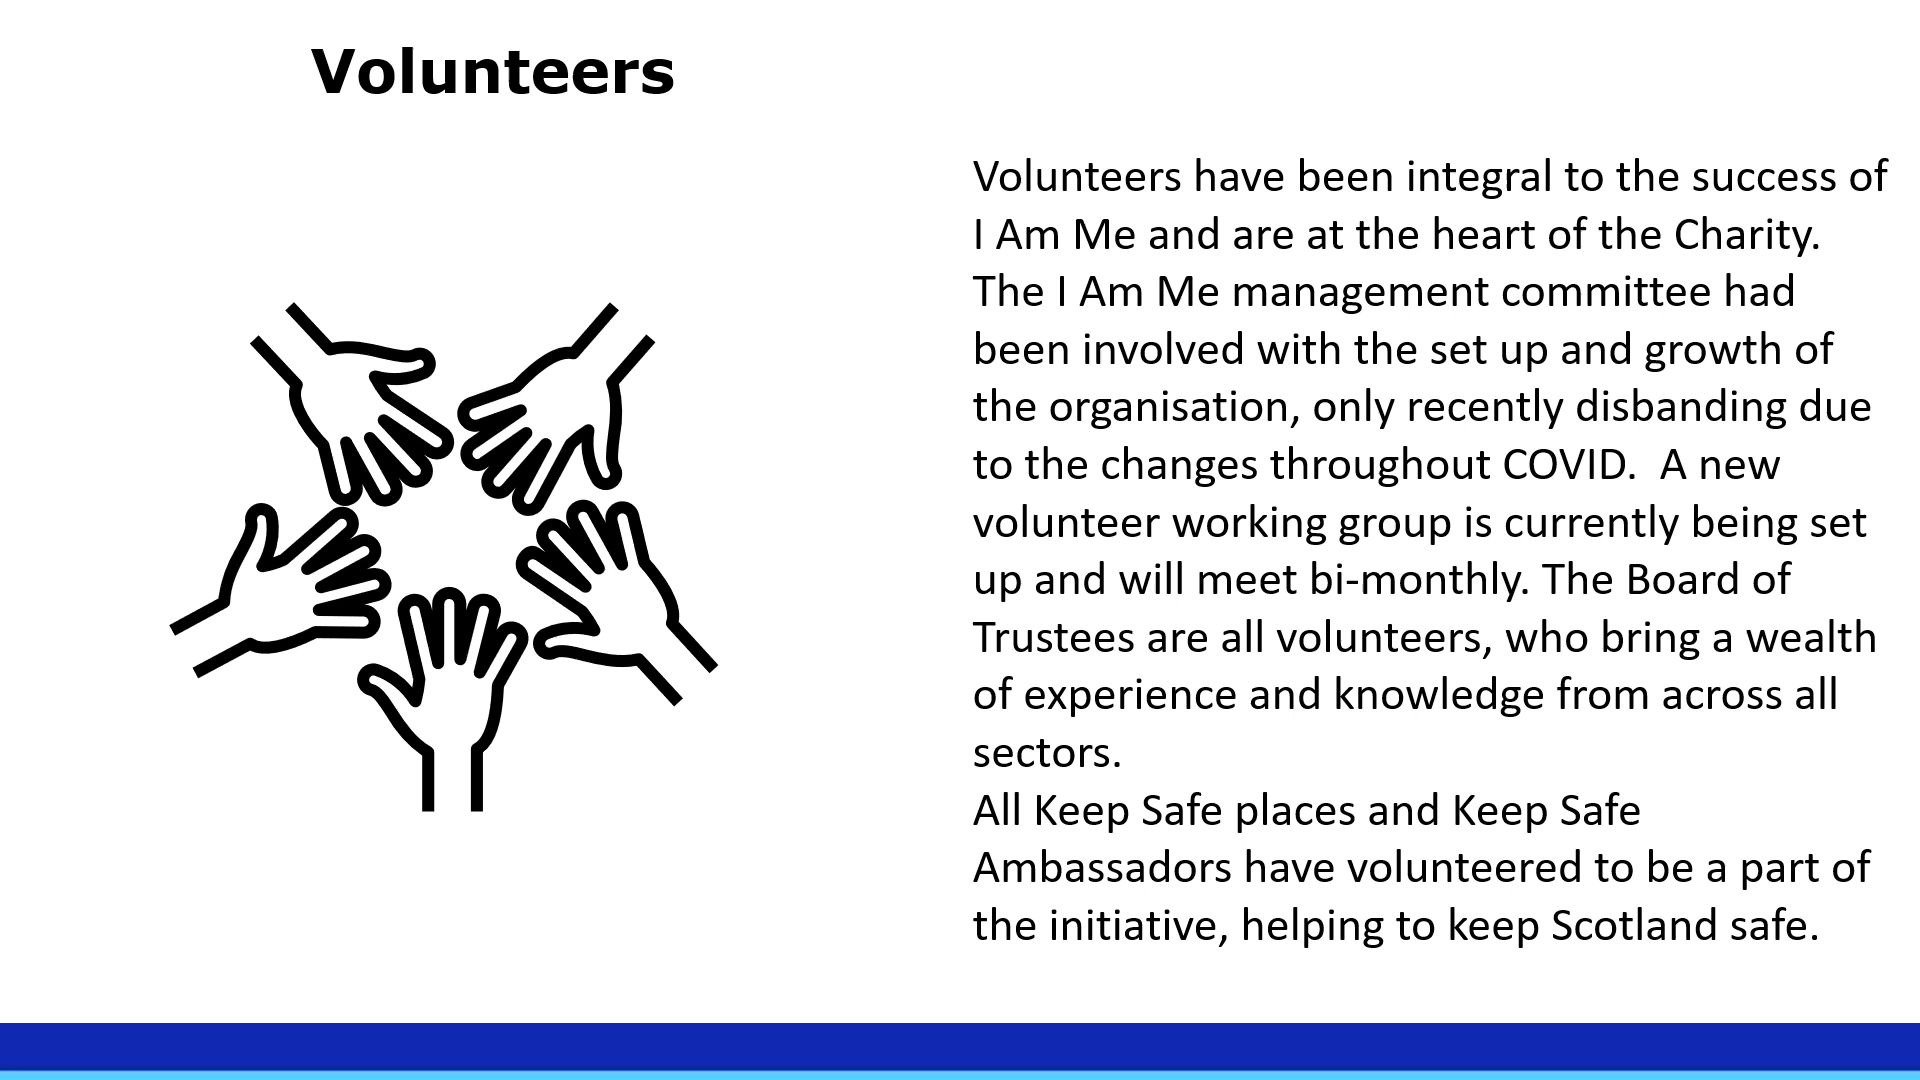 Volunteers
Volunteers have been integral to the success of
I Am Me and are at the heart of the Charity.
The I Am Me management committee had
been involved with the set up and growth of
the organisation, only recently disbanding due
to the changes throughout COVID.  A new
volunteer working group is currently being set
up and will meet bi-monthly. The Board of
Trustees are all volunteers, who bring a wealth
of experience and knowledge from across all
sectors.
All Keep Safe places and Keep Safe
Ambassadors have volunteered to be a part of
the initiative, helping to keep Scotland safe.